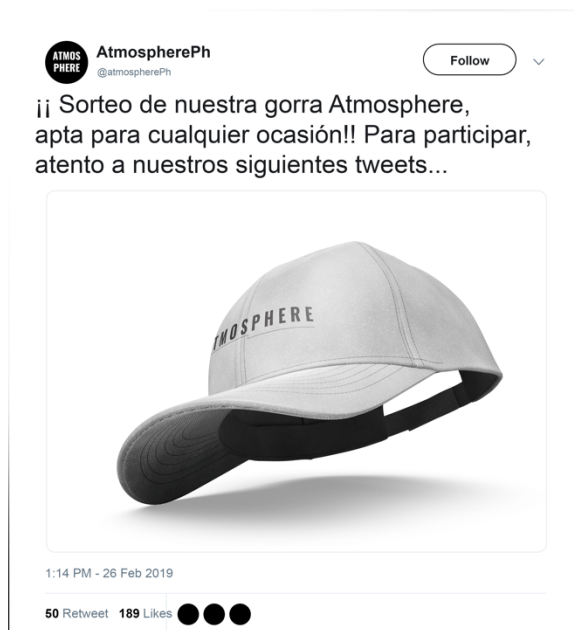 ATMOS
PHERE
AtmospherePh
@atmospherePh
Follow
¡¡ Sorteo de nuestra gorra Atmosphere,
apta para cualquier ocasión!! Para participar,
atento a nuestros siguientes tweets...
TMOSPHERE
1:14 PM - 26 Feb 2019
50 Retweet 189 Likes